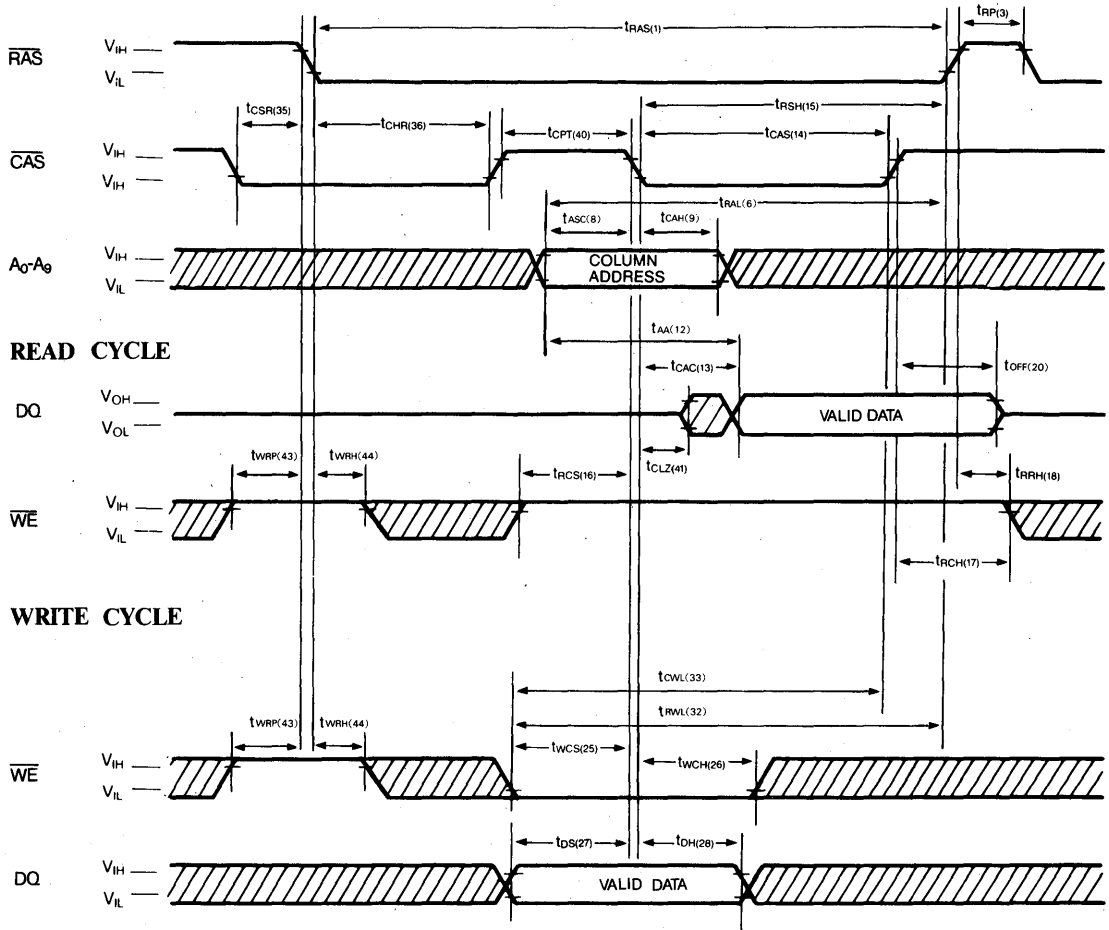 tRAS(1)
tRP(3)
RAS
VIH
ViL
tCSR(35)
tCHR(36)
tRSH(15)
tCPT(40)
tCAS(14)
CAS
VIH
VIH
tRAL(6)
tASC(8)
tCAH(9)
A0-A9
VIH
VIL
COLUMN
ADDRESS
tAA(12)
READ CYCLE
tCAC(13)
tOFF(20)
DQ
VOH
VOL
VALID DATA
tCLZ(41)
tWRP(43)
tWRH(44)
tRCS(16)
tRRH(18)
WE
VIH
VIL
tRCH(17)
WRITE CYCLE
tCWL(33)
tRWL(32)
tWRP(43)
tWRH(44)
tWCS(25)
tWCH(26)
WE
VIH
VIL
tDS(27)
tDH(28)
DQ
VIH
VIL
VALID DATA